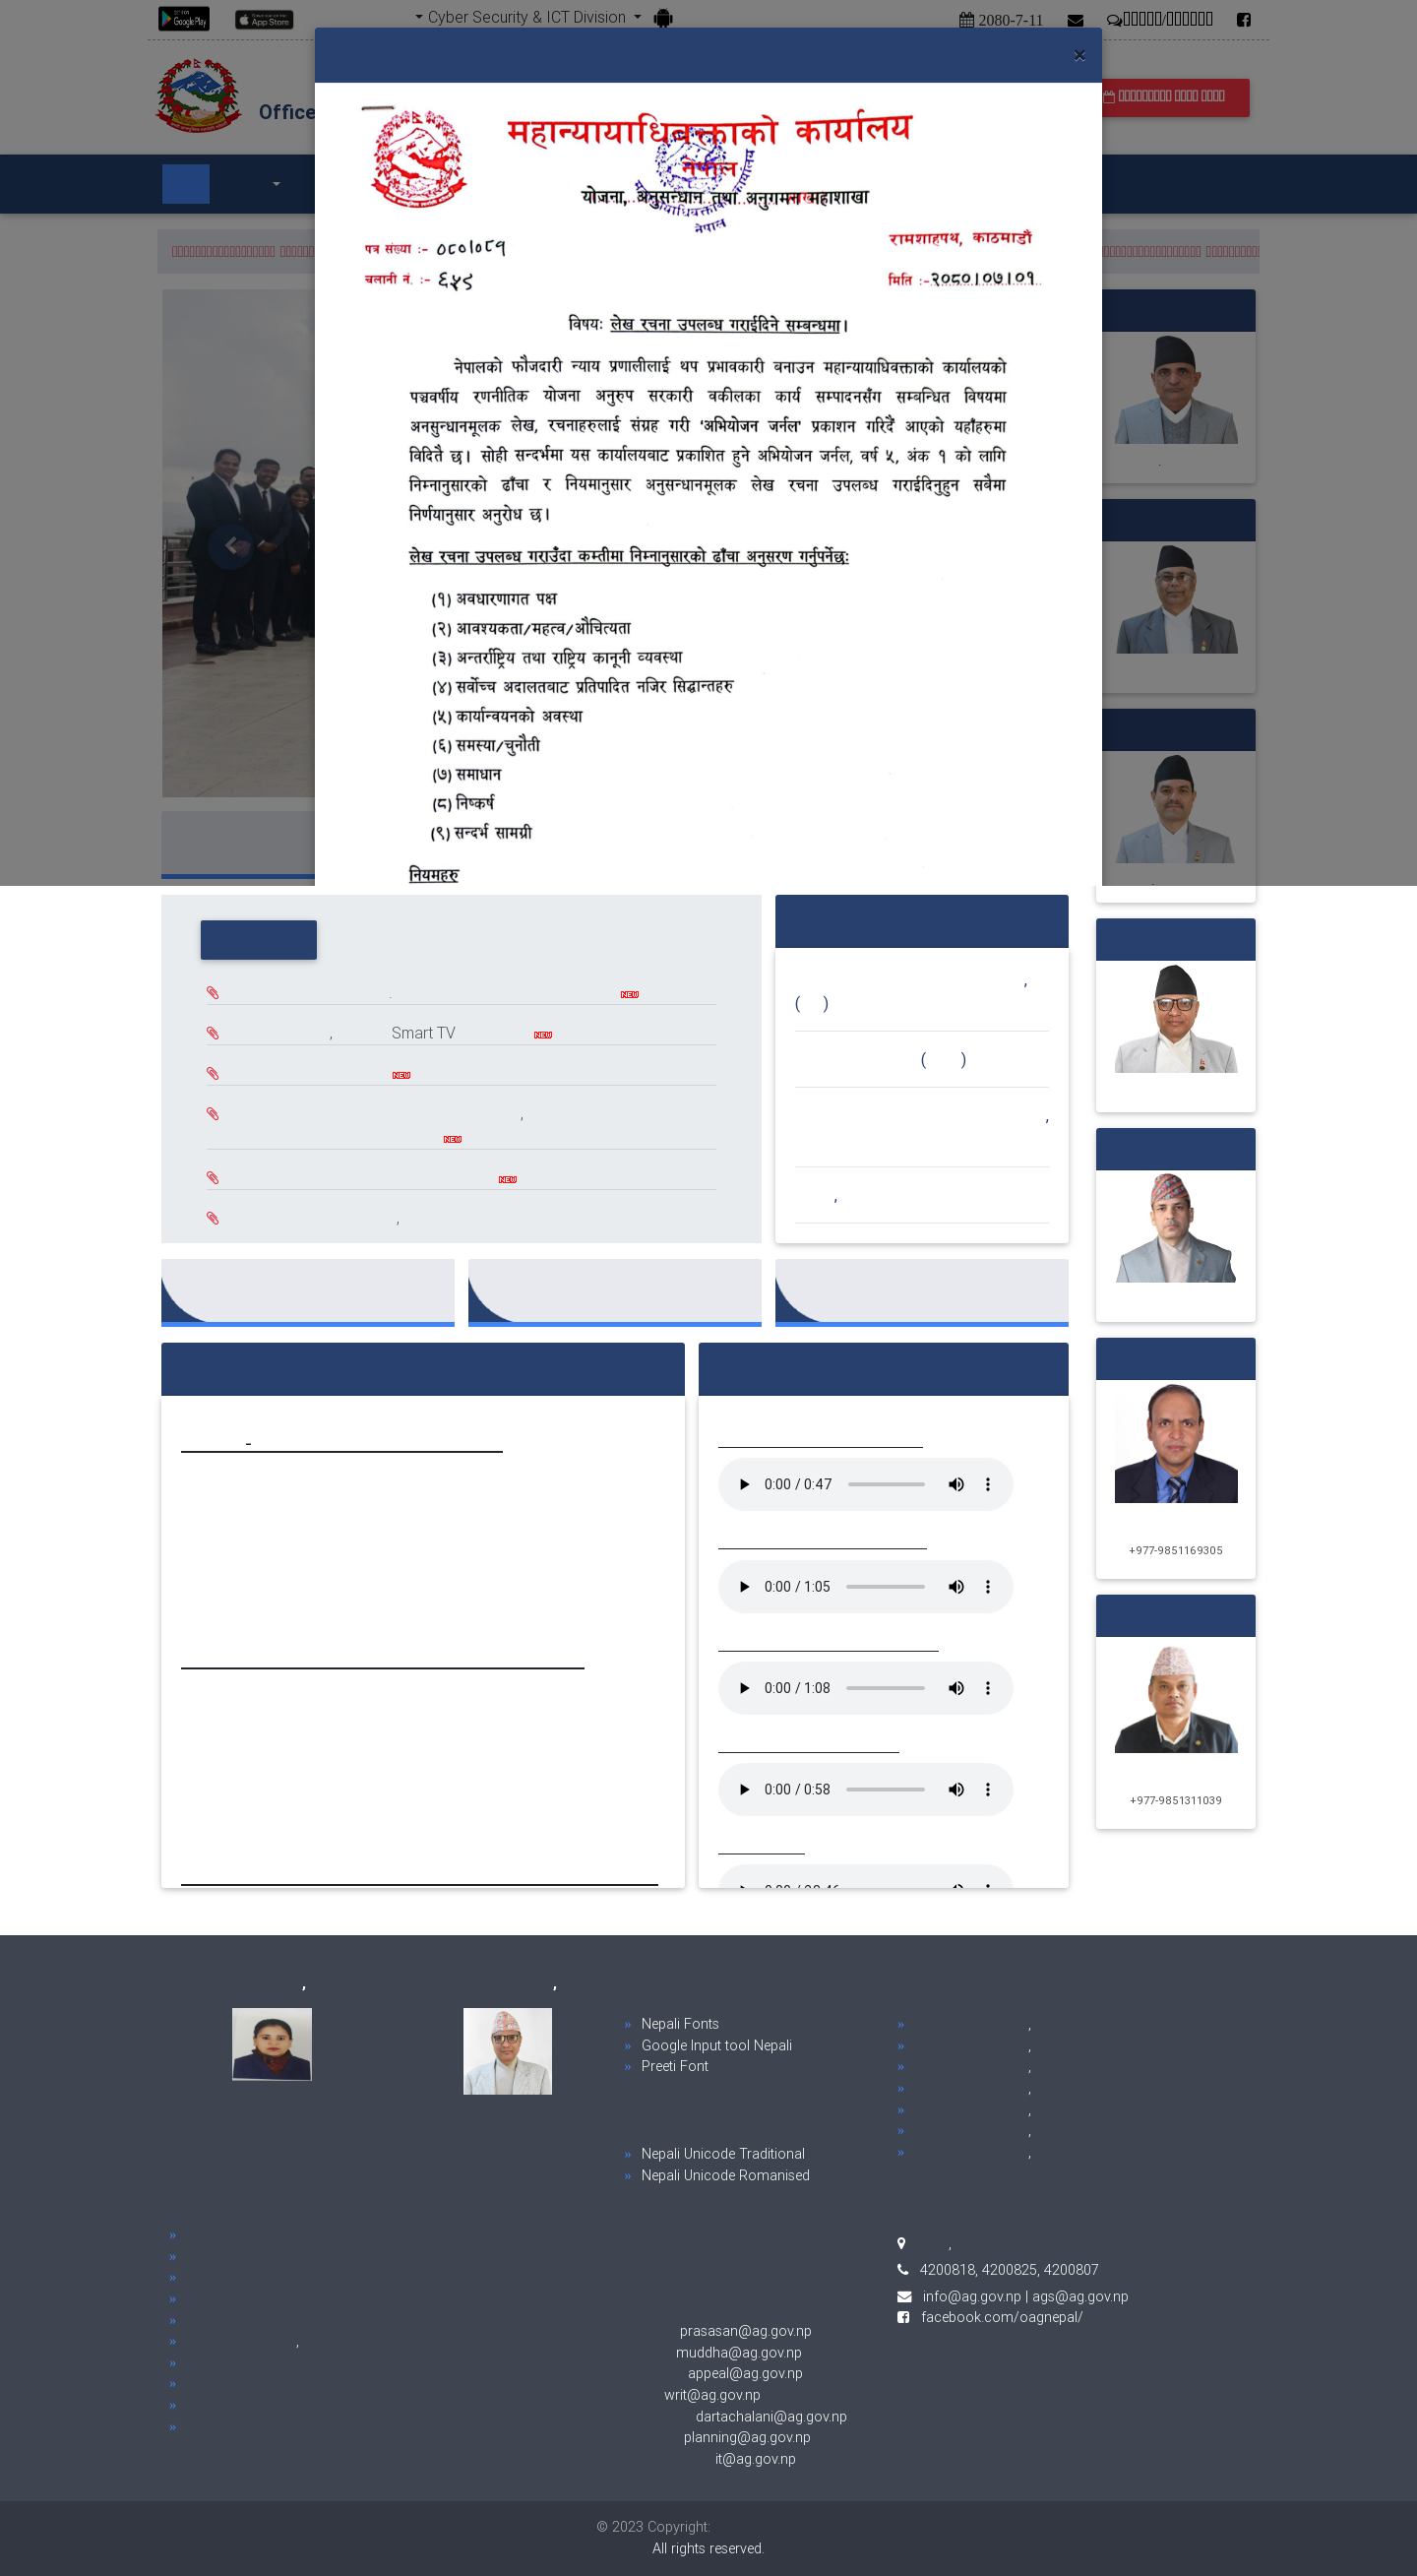 GET IT ON
Google Play
App Store
Cyber Security & ICT Division
2080-7-11
×
Office
महान्यायाधिवक्ताको कार्यालय
नेपाल
योजना, अनुसन्धान तथा अनुगमन महाशाखा
पत्र संख्या :- ०८०।०८१
रामशाहपथ, काठमाडौँ
चलानी नं. :- ६५९
मिति :- २०८०।०७।०१
विषयः लेख रचना उपलब्ध गराईदिने सम्बन्धमा।
नेपालको फौजदारी न्याय प्रणालीलाई थप प्रभावकारी बनाउन महान्यायाधिवक्ताको कार्यालयको
पञ्चवर्षीय रणनीतिक योजना अनुरुप सरकारी वकीलका कार्य सम्पादनसँग सम्बन्धित विषयमा
अनसुन्धानमूलक लेख, रचनाहरुलाई संग्रह गरी 'अभियोजन जर्नल' प्रकाशन गरिदैँ आएको यहाँहरुमा
विदितै छ। सोही सन्दर्भमा यस कार्यालयबाट प्रकाशित हुने अभियोजन जर्नल, वर्ष ५, अंक १ को लागि
निम्नानुसारको ढाँचा र नियमानुसार अनुसन्धानमूलक लेख रचना उपलब्ध गराईदिनुहुन सबैमा
निर्णयानुसार अनुरोध छ।
लेख रचना उपलब्ध गराउँदा कम्तीमा निम्नानुसारको ढाँचा अनुसरण गर्नुपर्नेछः
(१) अवधारणागत पक्ष
(२) आवश्यकता/महत्व/औचित्यता
(३) अन्तर्राष्ट्रिय तथा राष्ट्रिय कानूनी व्यवस्था
(४) सर्वोच्च अदालतबाट प्रतिपादित नजिर सिद्धान्तहरु
(५) कार्यान्वयनको अवस्था
(६) समस्या/चुनौती
(७) समाधान
(८) निष्कर्ष
(९) सन्दर्भ सामग्री
नियमहरु
NEW
Smart TV NEW
NEW
NEW
NEW
0:00 / 0:47
0:00 / 1:05
0:00 / 1:08
0:00 / 0:58
+977-9851169305
+977-9851311039
» Nepali Fonts
» Google Input tool Nepali
» Preeti Font
» Nepali Unicode Traditional
» Nepali Unicode Romanised
4200818, 4200825, 4200807
info@ag.gov.np | ags@ag.gov.np
facebook.com/oagnepal/
prasasan@ag.gov.np
muddha@ag.gov.np
appeal@ag.gov.np
writ@ag.gov.np
dartachalani@ag.gov.np
planning@ag.gov.np
it@ag.gov.np
© 2023 Copyright:
All rights reserved.